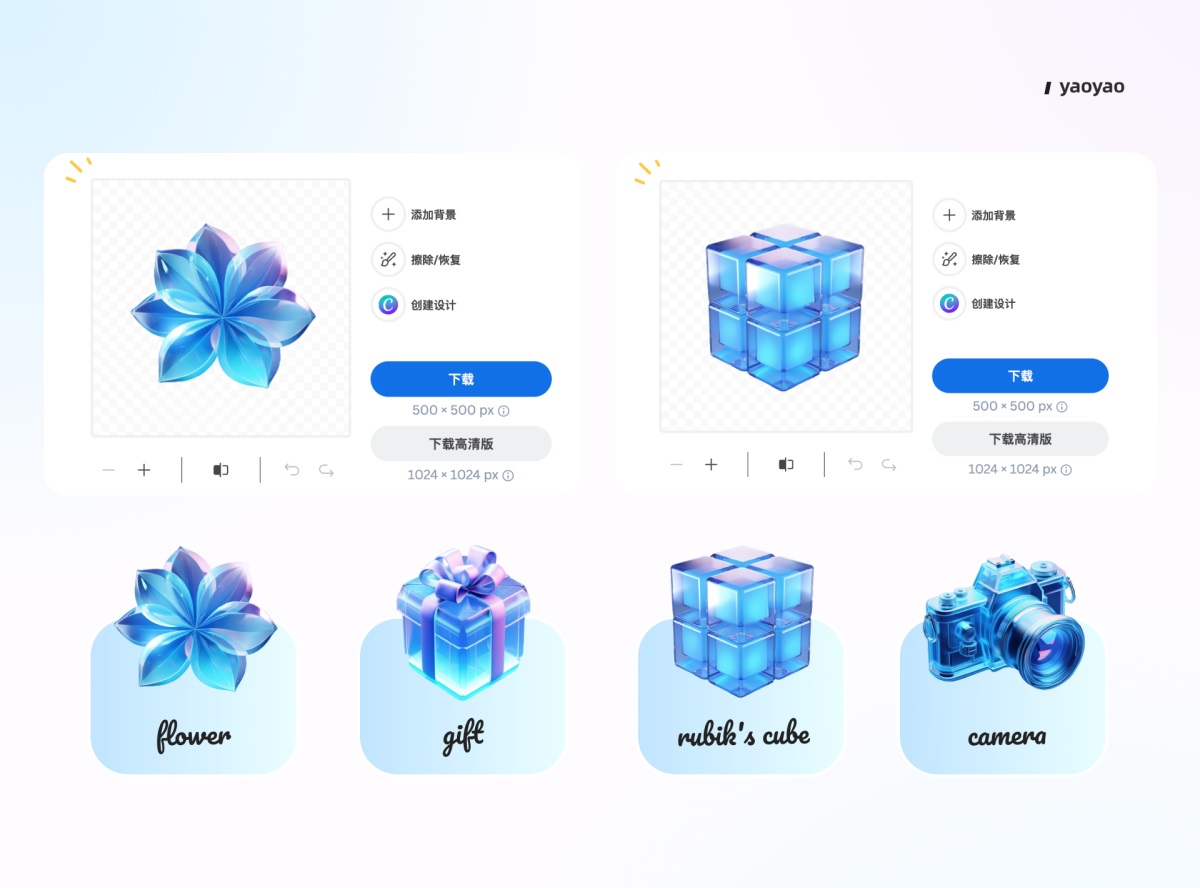 yaoyao
添加背景
擦除/恢复
创建设计
下载
500 × 500 px
下载高清版
1024 × 1024 px
添加背景
擦除/恢复
创建设计
下载
500 × 500 px
下载高清版
1024 × 1024 px
flower
gift
rubik's cube
camera